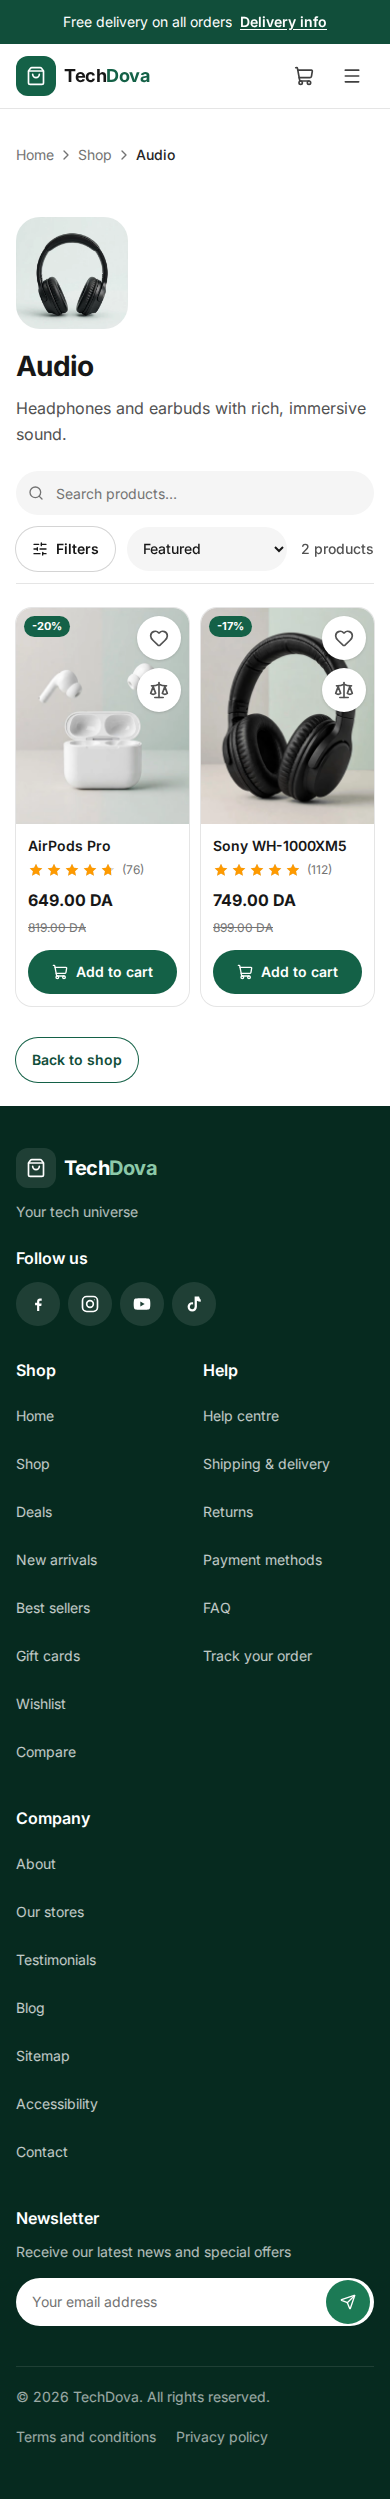 Free delivery on all orders Delivery info
TechDova
Home > Shop > Audio
Audio
Headphones and earbuds with rich, immersive
sound.
Search products...
Filters Featured 2 products
-20% -17%
AirPods Pro Sony WH-1000XM5
(76) (112)
649.00 DA 749.00 DA
819.00 DA 899.00 DA
Add to cart Add to cart
Back to shop
TechDova
Your tech universe
Follow us
Shop Help
Home Help centre
Shop Shipping & delivery
Deals Returns
New arrivals Payment methods
Best sellers FAQ
Gift cards Track your order
Wishlist
Compare
Company
About
Our stores
Testimonials
Blog
Sitemap
Accessibility
Contact
Newsletter
Receive our latest news and special offers
Your email address
© 2026 TechDova. All rights reserved.
Terms and conditions Privacy policy